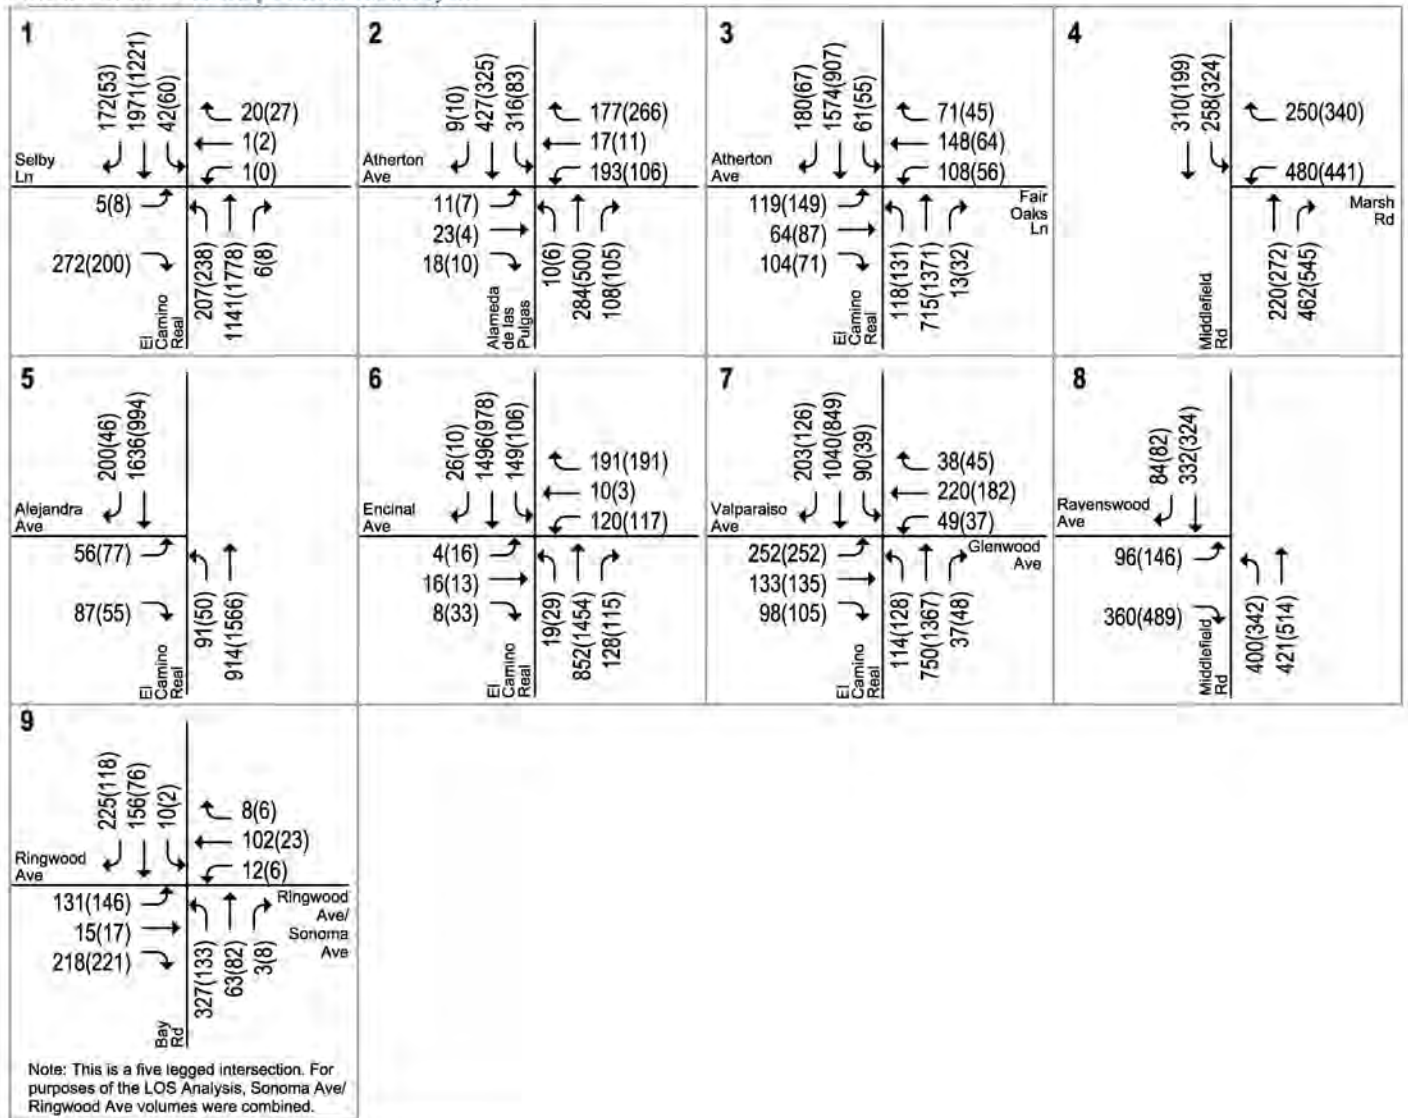 1
172(53)
1971(1221)
42(60)
20(27)
1(2)
1(0)
Selby
Ln
5(8)
272(200)
207(238)
1141(1778)
6(8)
El
Camino
Real
2
9(10)
427(325)
316(83)
177(266)
17(11)
193(106)
Atherton
Ave
11(7)
23(4)
18(10)
10(6)
284(500)
108(105)
Alameda
de las
Pulgas
3
180(67)
1574(907)
61(55)
71(45)
148(64)
108(56)
Atherton
Ave
Fair
Oaks
Ln
119(149)
64(87)
104(71)
118(131)
715(1371)
13(32)
El
Camino
Real
4
310(199)
258(324)
250(340)
480(441)
Marsh
Rd
220(272)
462(545)
Middlefield
Rd
5
200(46)
1636(994)
Alejandra
Ave
56(77)
87(55)
91(50)
914(1566)
El
Camino
Real
6
26(10)
1496(978)
149(106)
191(191)
10(3)
120(117)
Encinal
Ave
4(16)
16(13)
8(33)
19(29)
852(1454)
128(115)
El
Camino
Real
7
203(126)
1040(849)
90(39)
38(45)
220(182)
49(37)
Valparaiso
Ave
Glenwood
Ave
252(252)
133(135)
98(105)
114(128)
750(1367)
37(48)
El
Camino
Real
8
84(82)
332(324)
Ravenswood
Ave
96(146)
360(489)
400(342)
421(514)
Middlefield
Rd
9
225(118)
156(76)
10(2)
8(6)
102(23)
12(6)
Ringwood
Ave
Ringwood
Ave/
Sonoma
Ave
131(146)
15(17)
218(221)
327(133)
63(82)
3(8)
Bay
Rd
Note: This is a five legged intersection. For
purposes of the LOS Analysis, Sonoma Ave/
Ringwood Ave volumes were combined.